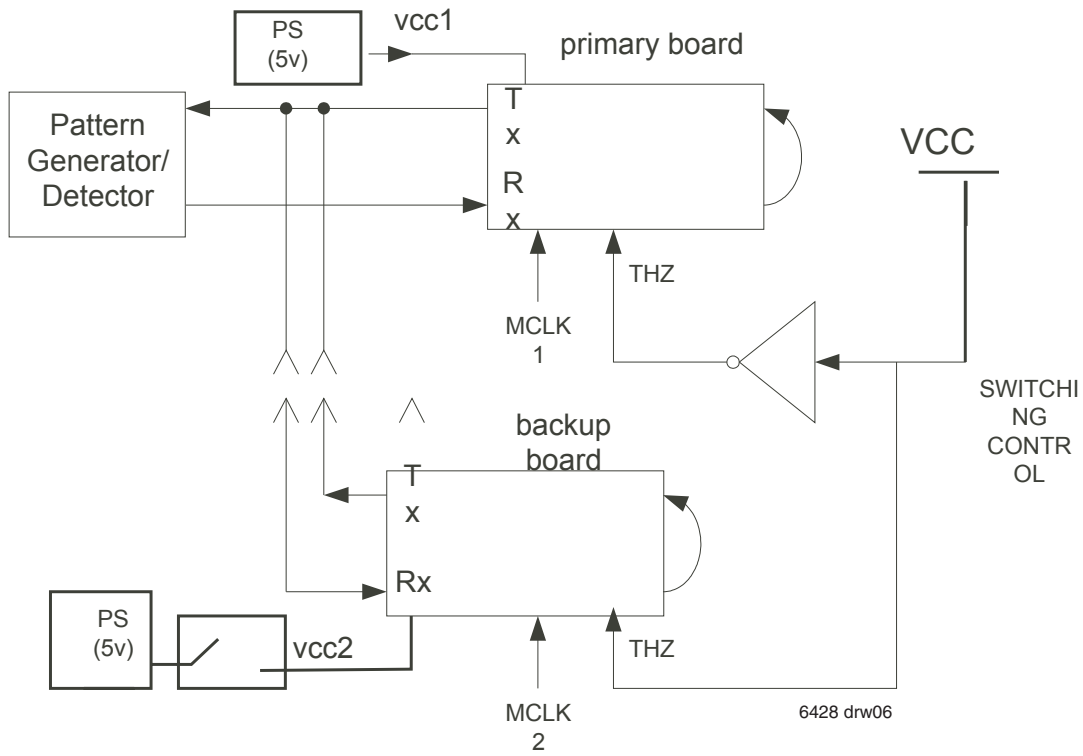 PS
(5v)
vcc1
primary board
Pattern
Generator/
Detector
T
x
R
x
VCC
THZ
MCLK
1
SWITCHI
NG
CONTR
OL
backup
board
T
x
Rx
PS
(5v)
vcc2
THZ
MCLK
2
6428 drw06